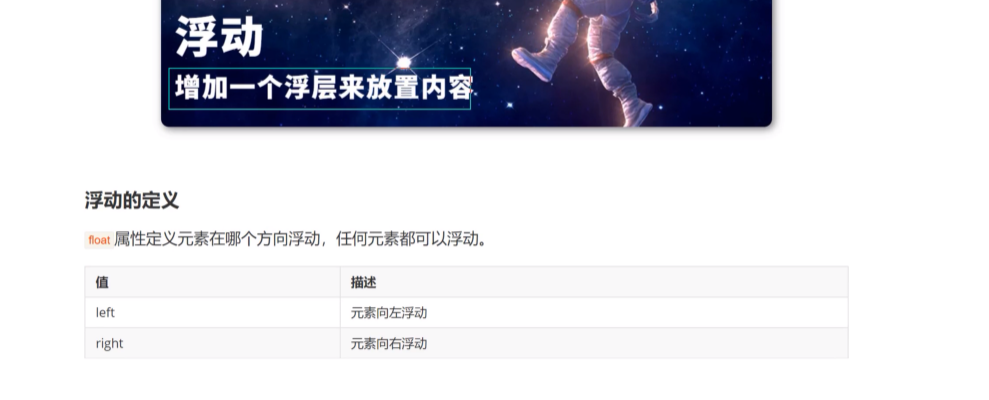 浮动
增加一个浮层来放置内容
浮动的定义
float 属性定义元素在哪个方向浮动，任何元素都可以浮动。
值 描述
left 元素向左浮动
right 元素向右浮动